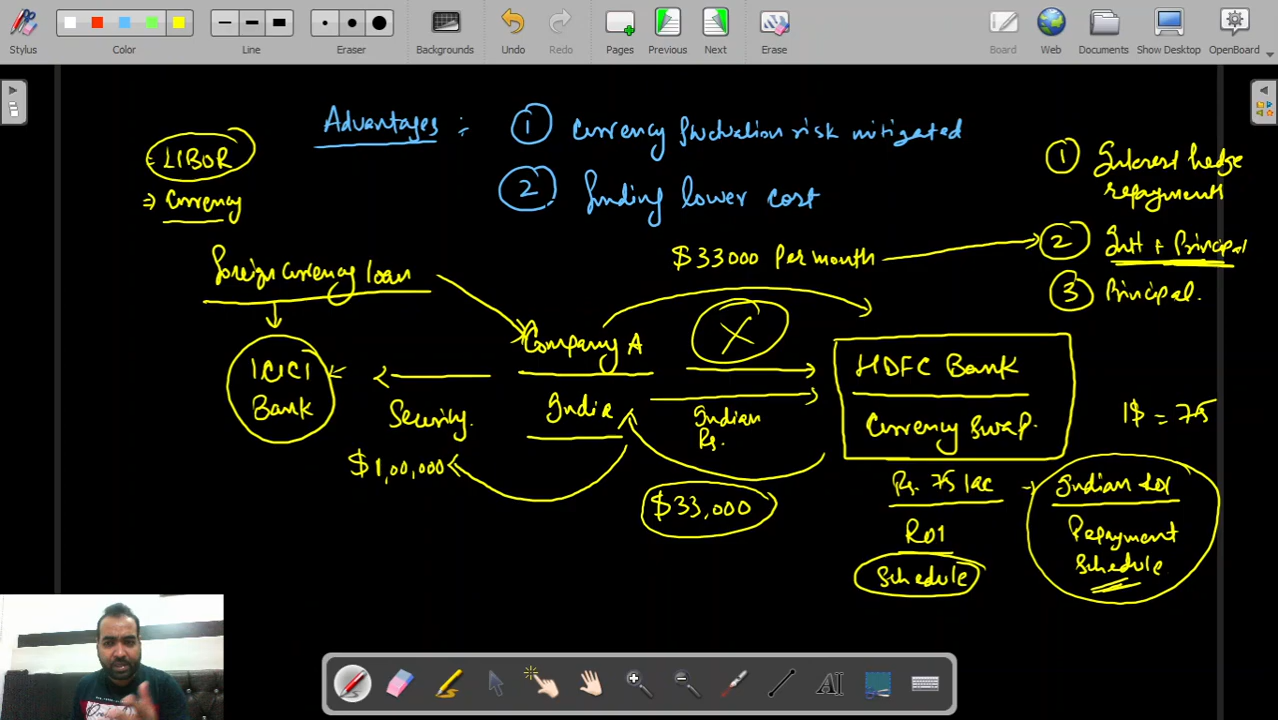 Stylus
Color
Line
Eraser
Backgrounds
Undo
Redo
Pages
Previous
Next
Erase
Board
Web
Documents
Show Desktop
OpenBoard
Advantages :
1 Currency fluctuation risk mitigated
2 funding lower cost
LIBOR
⇒ Currency
1 Interest hedge
repayments
2 Intt + Principal
3 Principal.
$33000 Per month
foreign currency loan
Company A
X
HDFC Bank
ICICI
Bank
Security.
India
Indian
Rs.
Currency Swap.
1$ = 75
$1,00,000
$33,000
Rs. 75 lac
ROI
Schedule
Indian
Repayment
Schedule